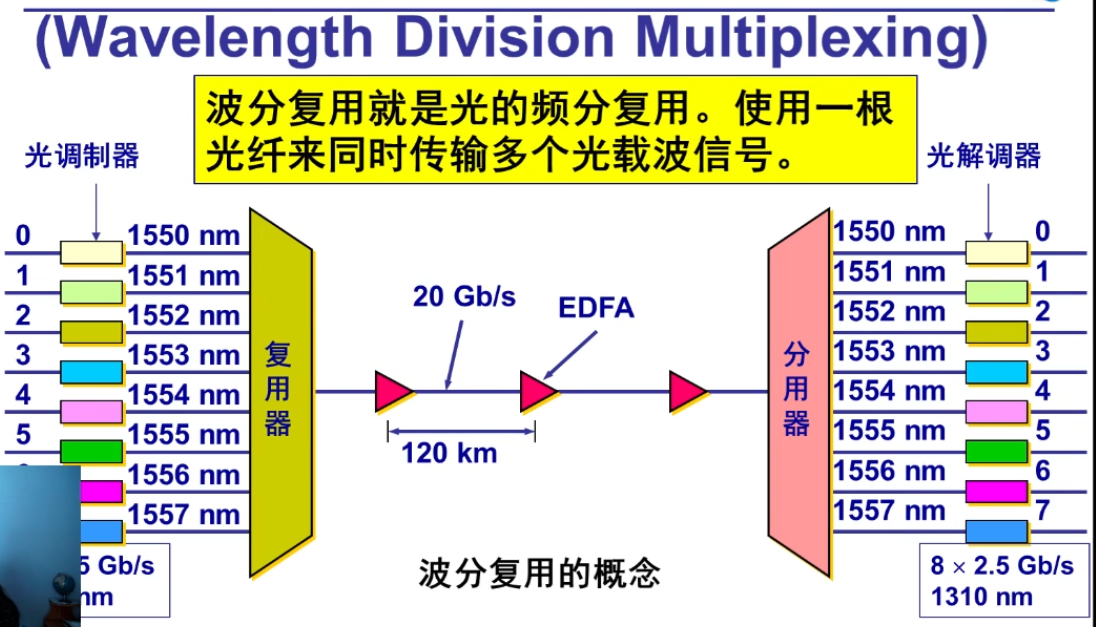 (Wavelength Division Multiplexing)
波分复用就是光的频分复用。使用一根
光纤来同时传输多个光载波信号。
光调制器
光解调器
0 1550 nm
1 1551 nm
2 1552 nm
3 1553 nm
4 1554 nm
5 1555 nm
1556 nm
1557 nm
5 Gb/s
nm
复用器
20 Gb/s
EDFA
120 km
分用器
1550 nm 0
1551 nm 1
1552 nm 2
1553 nm 3
1554 nm 4
1555 nm 5
1556 nm 6
1557 nm 7
8 × 2.5 Gb/s
1310 nm
波分复用的概念